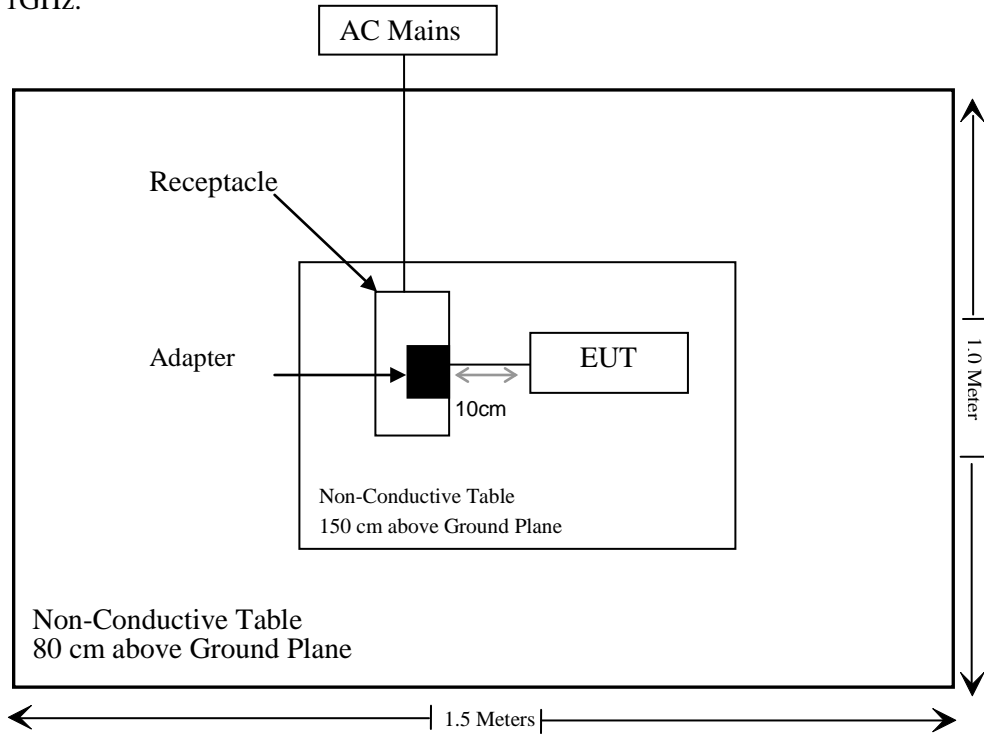 1GHz.
AC Mains
Receptacle
Adapter
EUT
10cm
1.0 Meter
Non-Conductive Table
150 cm above Ground Plane
Non-Conductive Table
80 cm above Ground Plane
1.5 Meters